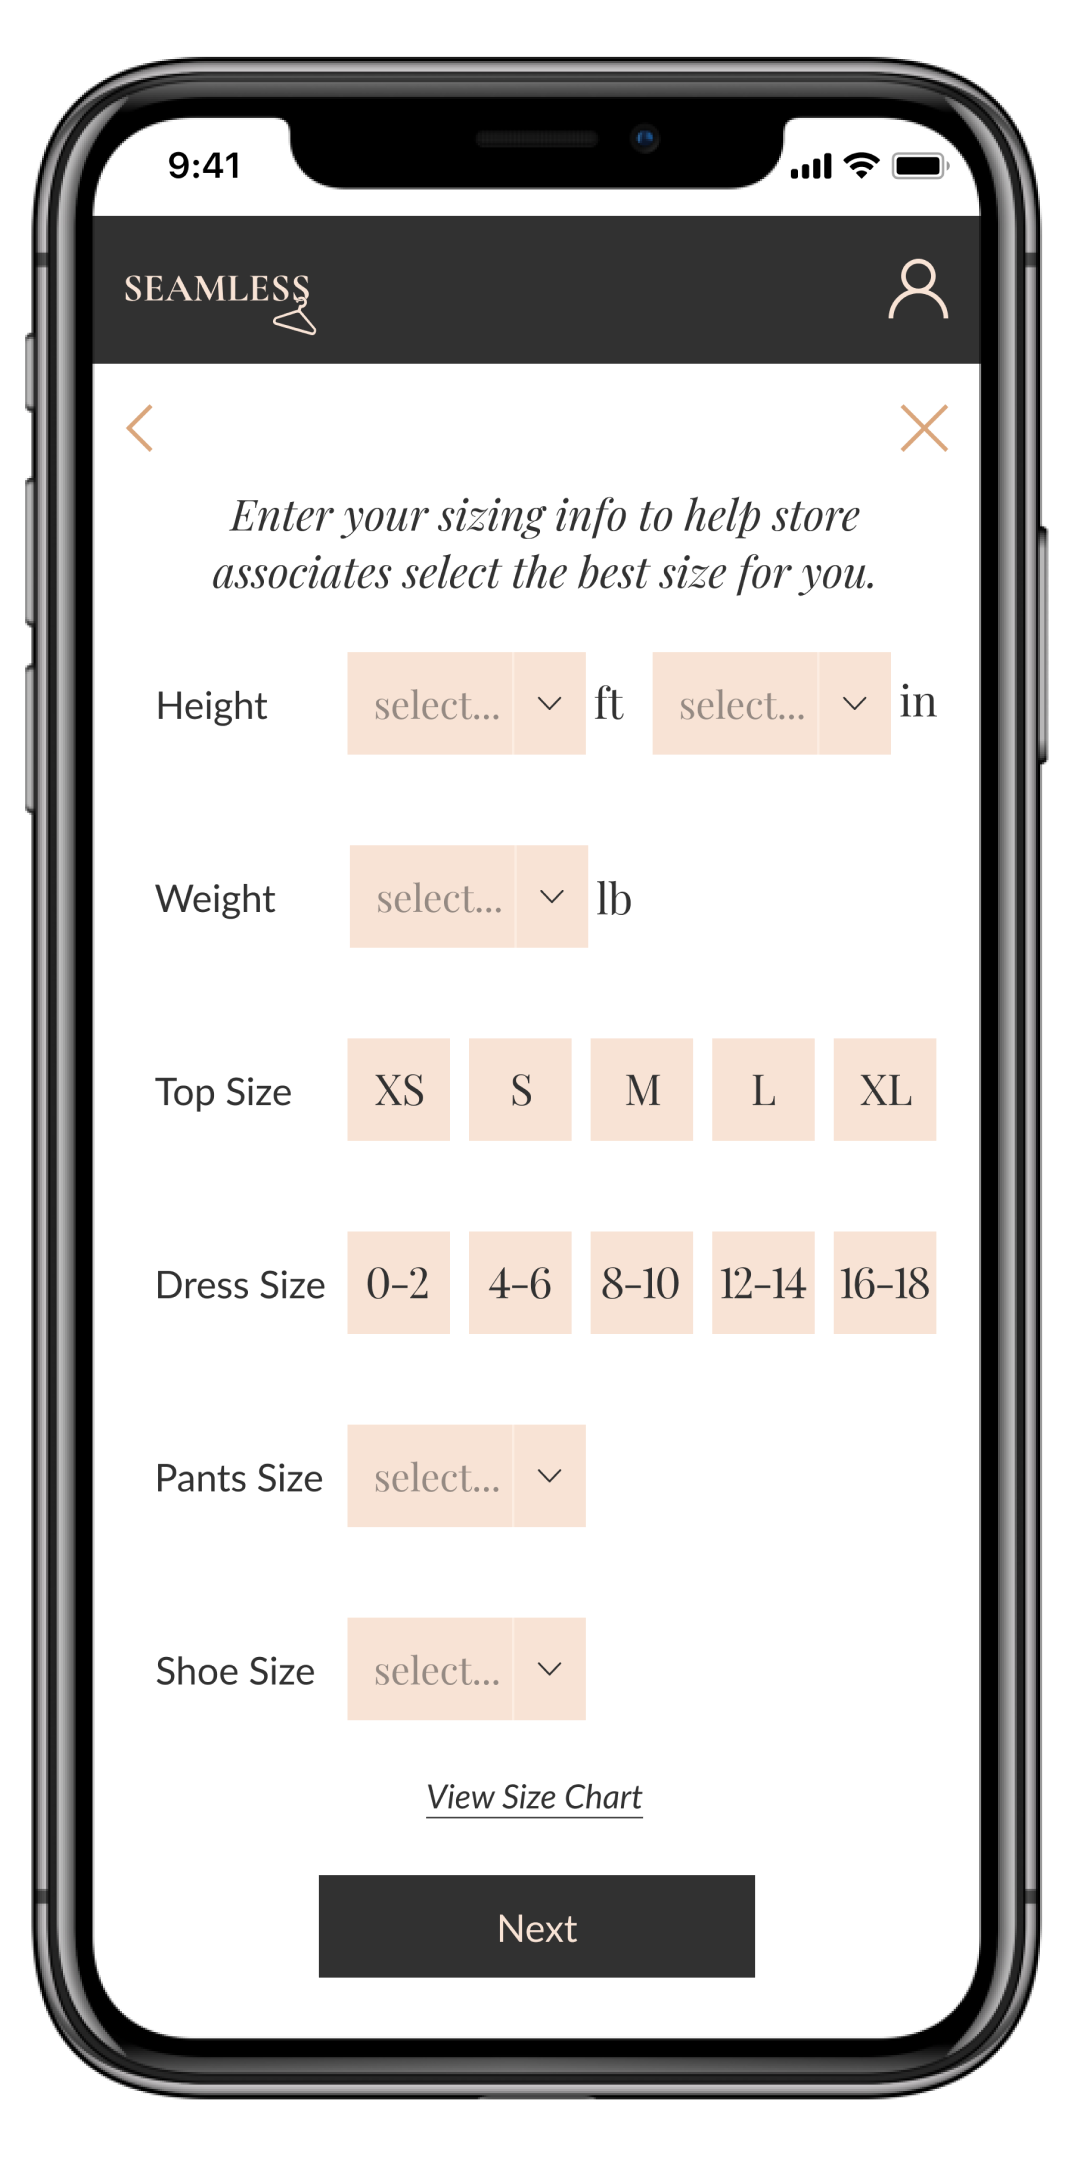 9:41
SEAMLESS
Enter your sizing info to help store
associates select the best size for you.
Height select... ft select... in
Weight select... lb
Top Size XS S M L XL
Dress Size 0-2 4-6 8-10 12-14 16-18
Pants Size select...
Shoe Size select...
View Size Chart
Next